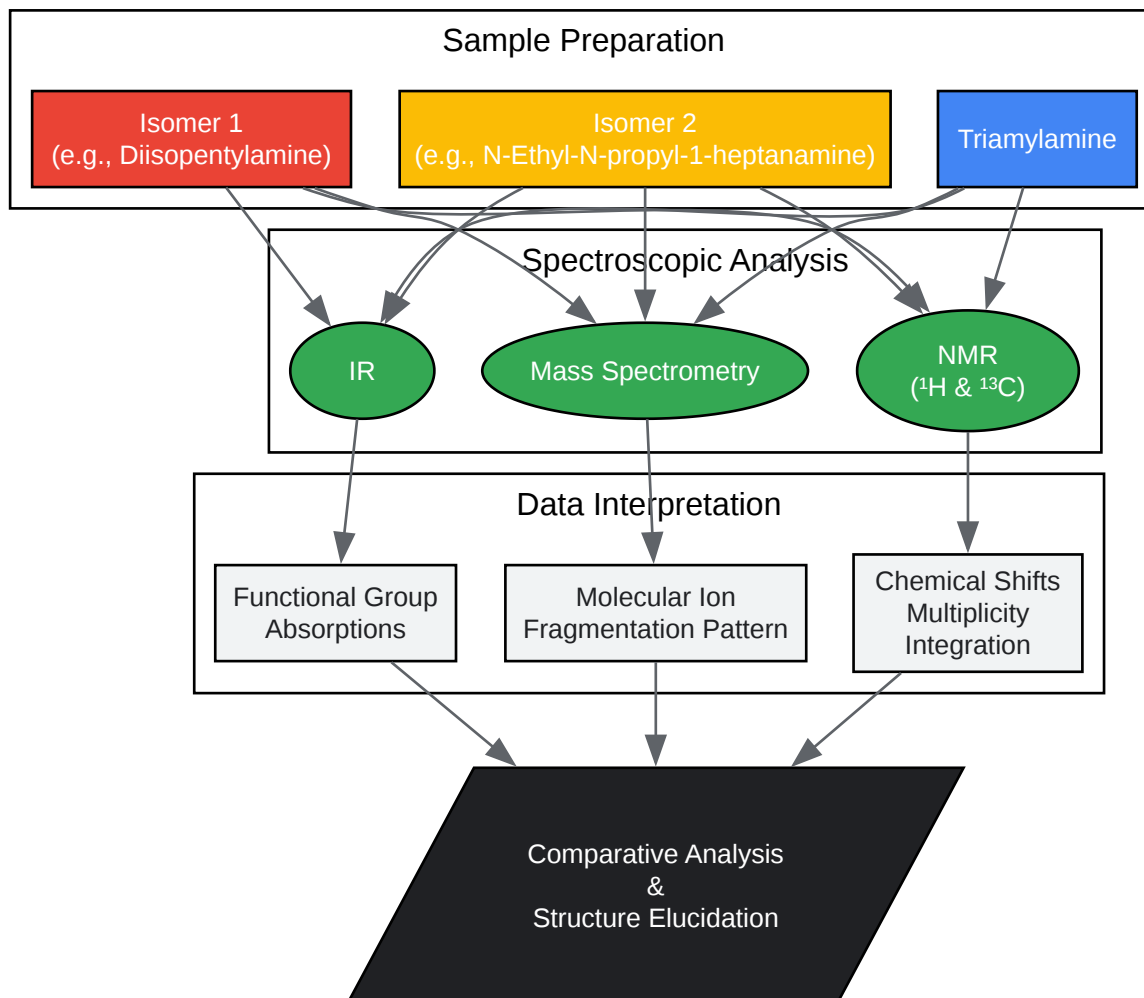 Sample Preparation
Isomer 1
(e.g., Diisopentylamine)
Isomer 2
(e.g., N-Ethyl-N-propyl-1-heptanamine)
Triamylamine
Spectroscopic Analysis
IR
Mass Spectrometry
NMR
(¹H & ¹³C)
Data Interpretation
Functional Group
Absorptions
Molecular Ion
Fragmentation Pattern
Chemical Shifts
Multiplicity
Integration
Comparative Analysis
&
Structure Elucidation